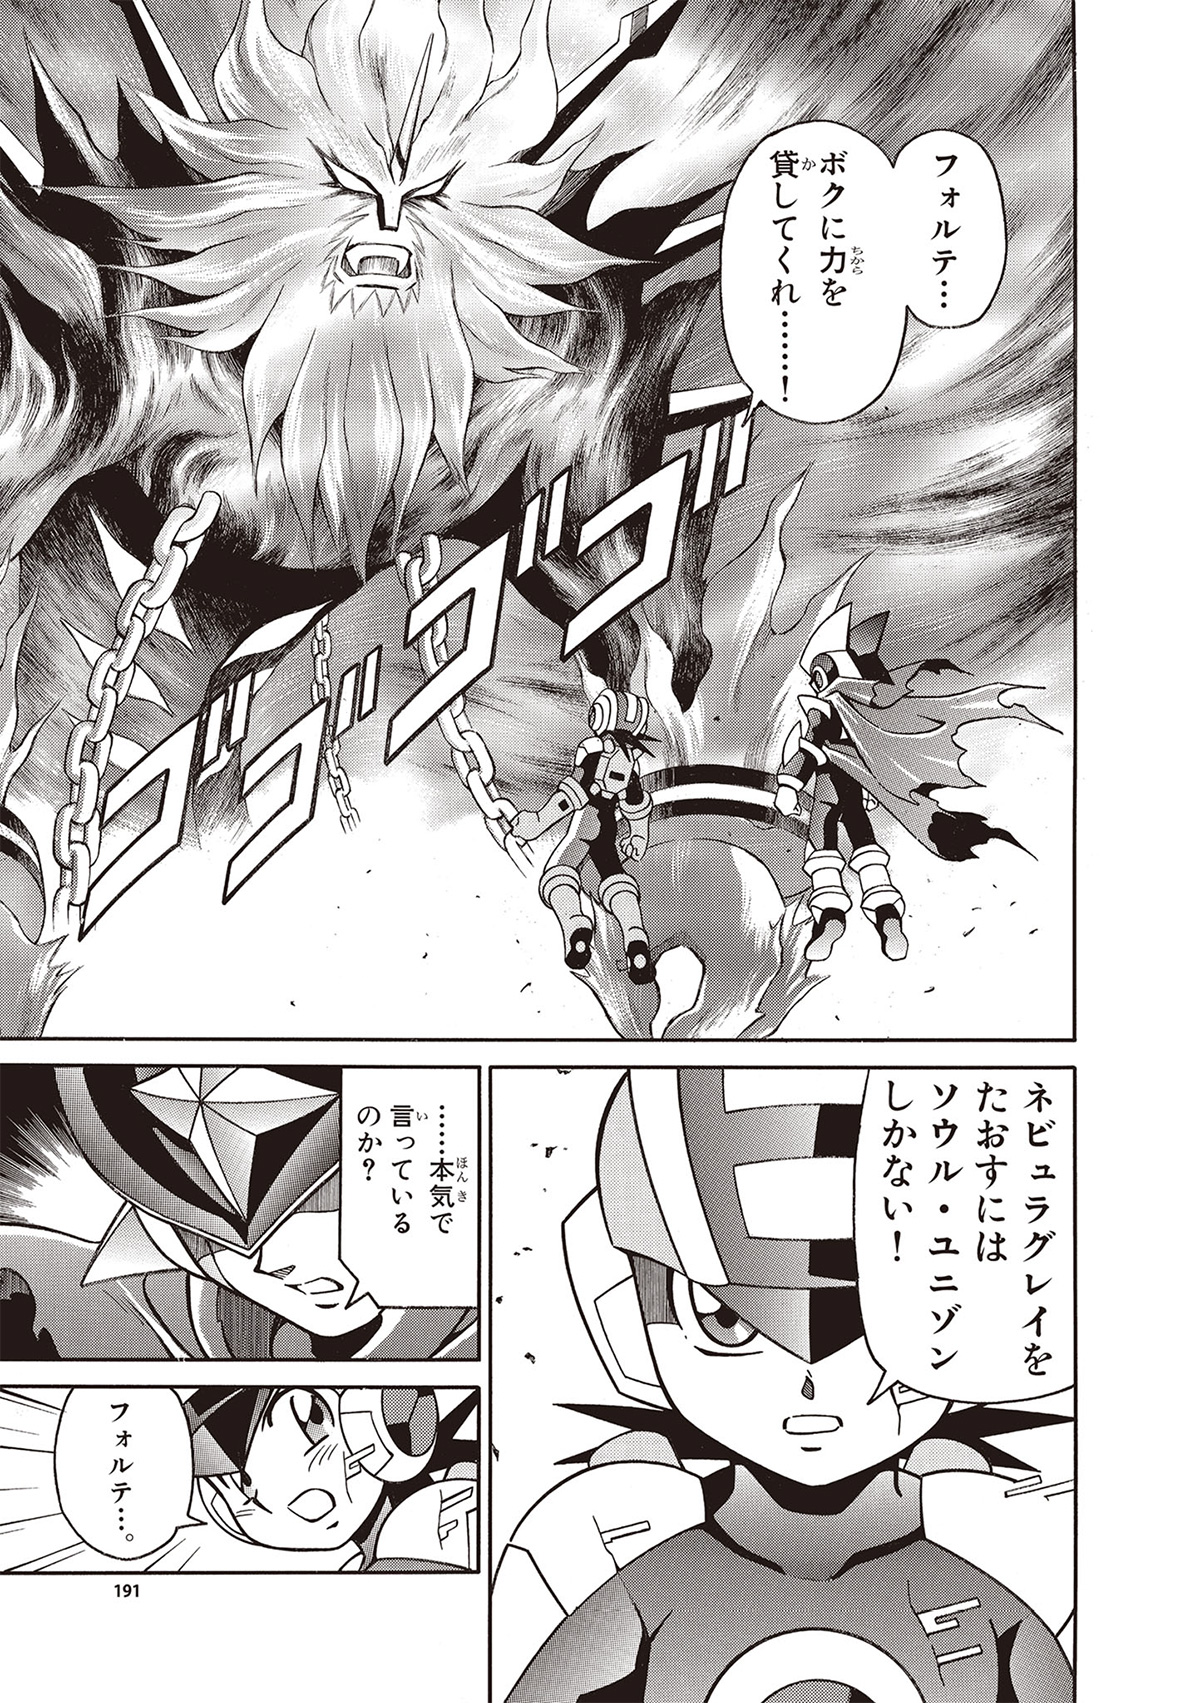 フォルテ…
ボクに力を
貸してくれ………！
ゴゴゴゴ
ネビュラグレイを
たおすには
ソウル・ユニゾン
しかない！
……本気で
言っている
のか？
フォルテ…。
191